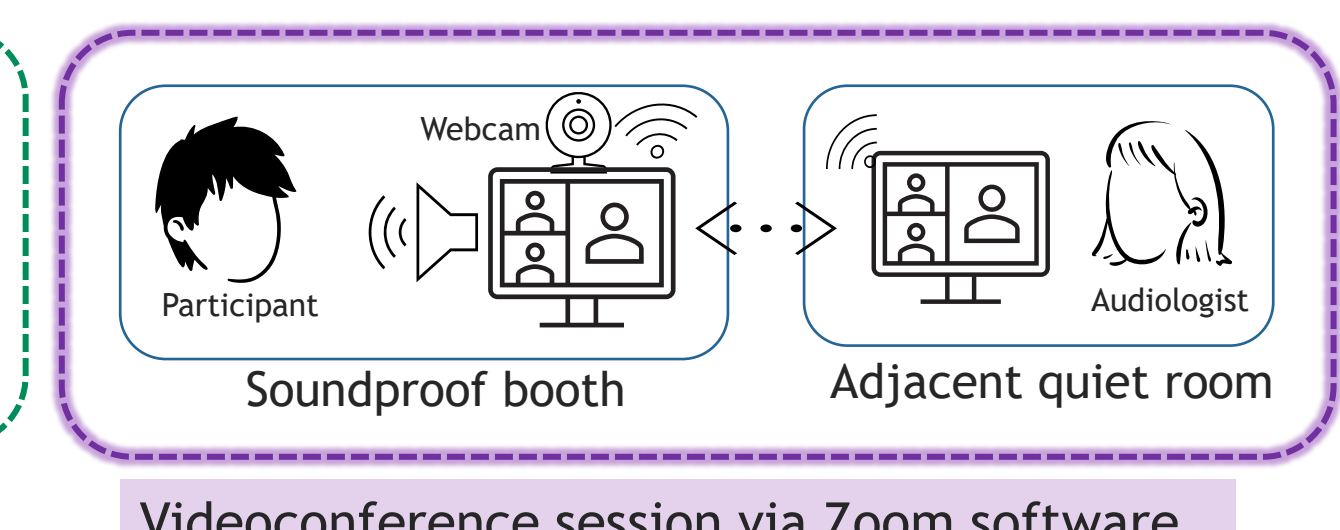 Webcam
Participant
Audiologist
Soundproof booth
Adjacent quiet room
Videoconference session via Zoom software